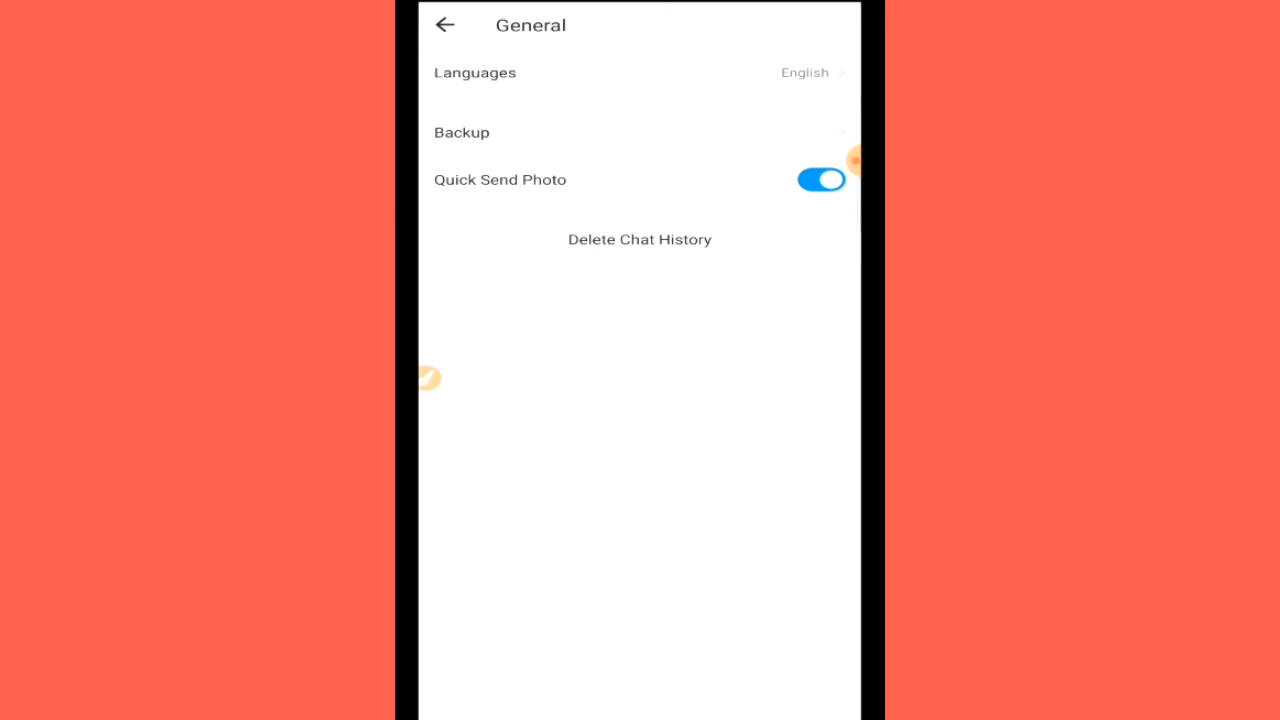 General
Languages
English
Backup
Quick Send Photo
Delete Chat History